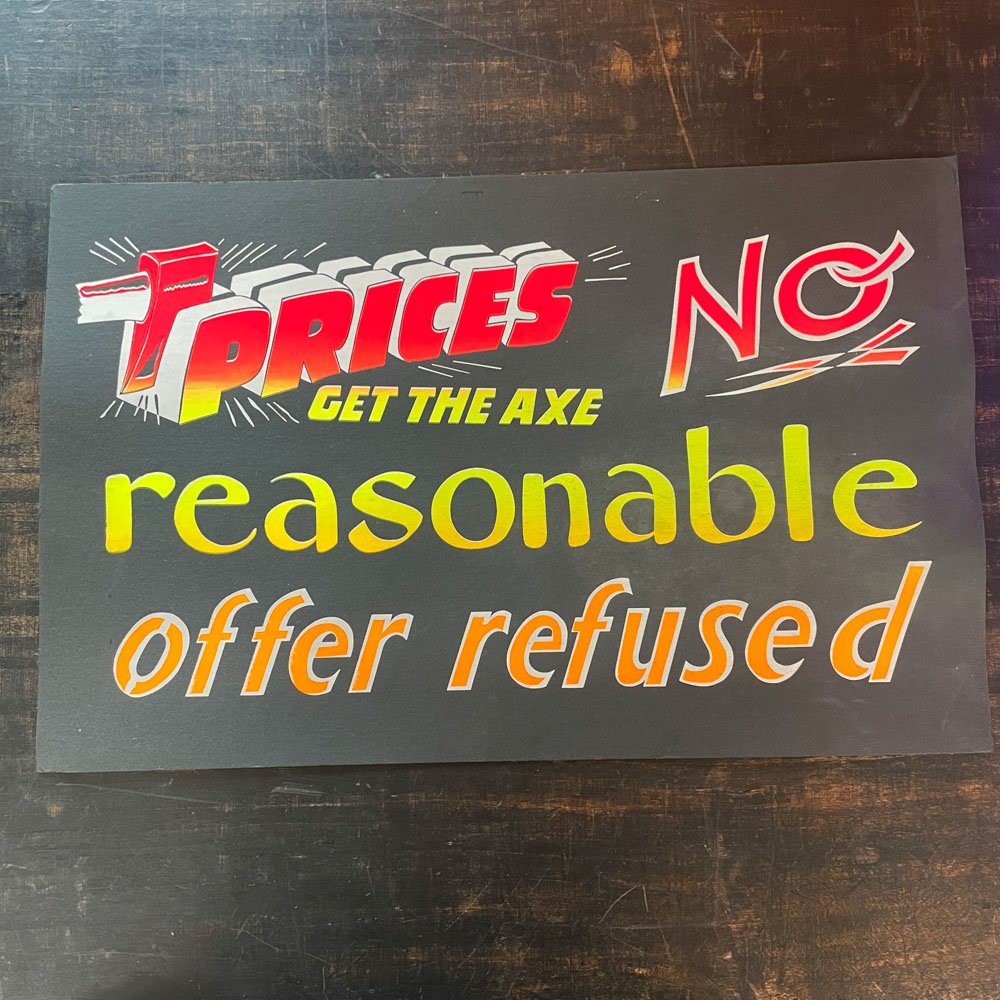 PRICES
GET THE AXE
NO
reasonable
offer refused